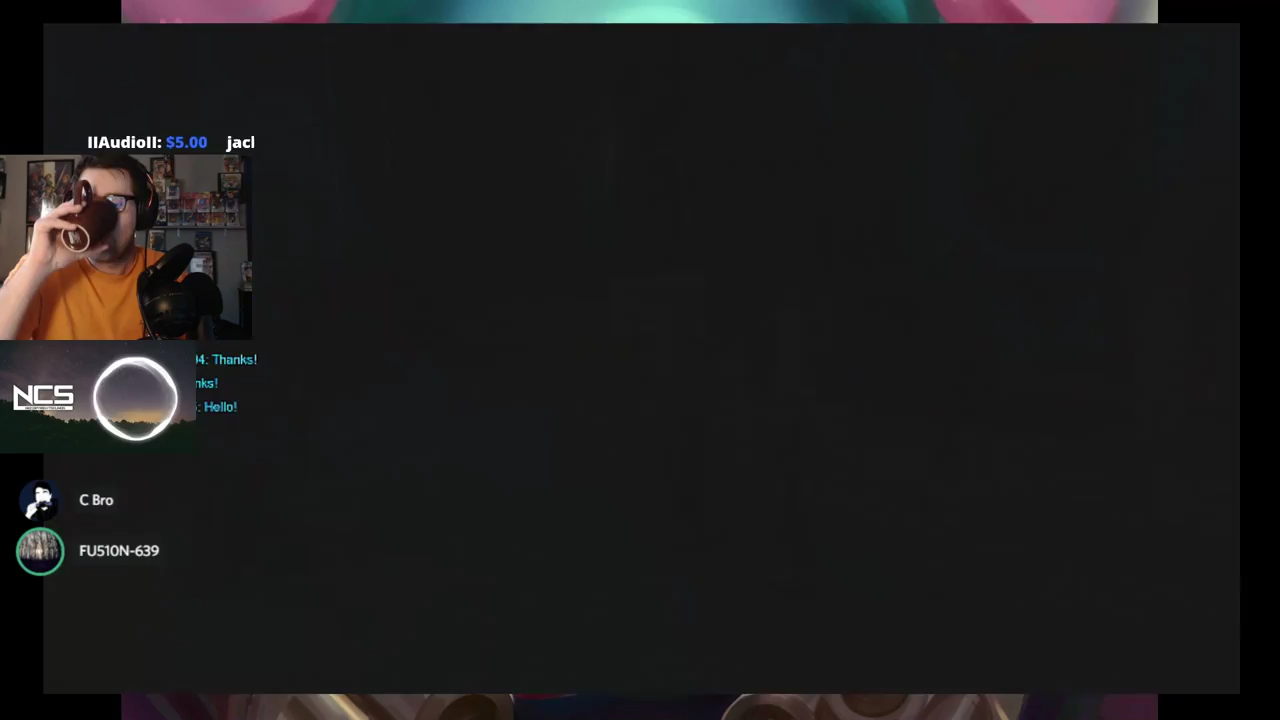 IIAudioII: $5.00 jacl
4: Thanks!
nks!
: Hello!
NCS
C Bro
FU510N-639